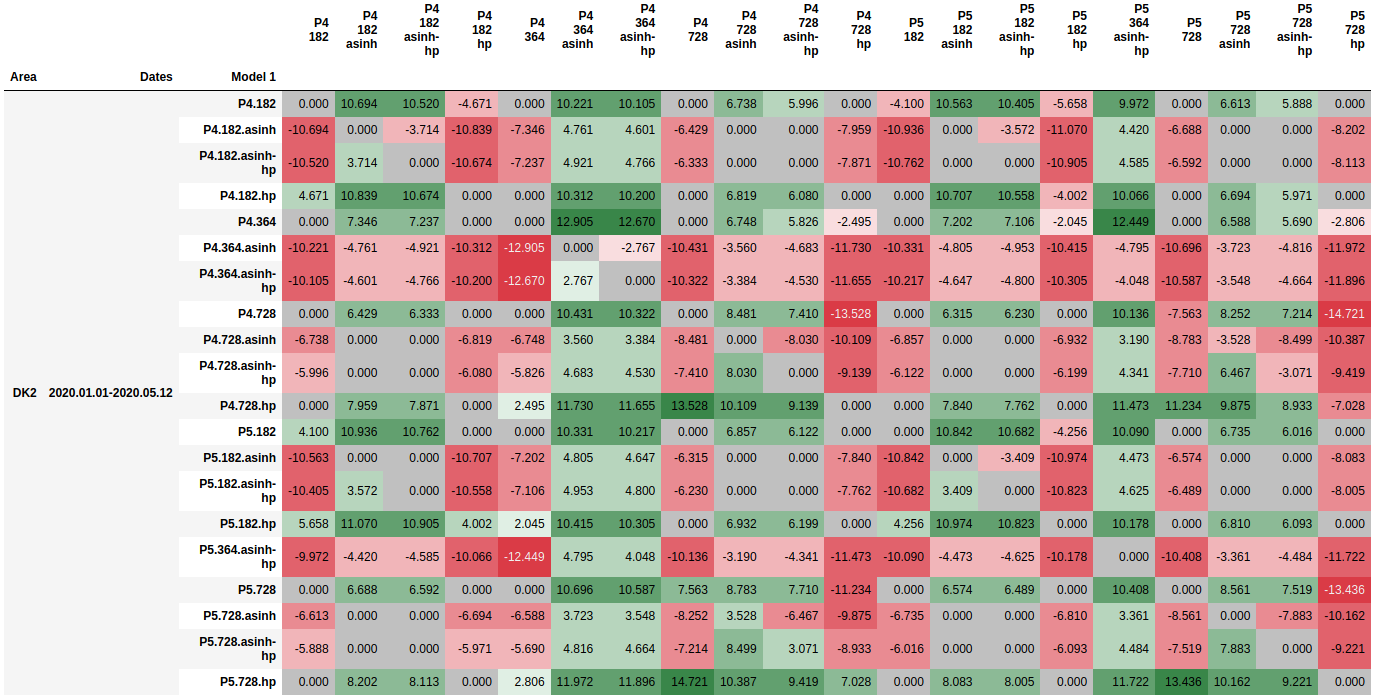 P4 182
P4 182 asinh
P4 182 asinh-hp
P4 182 hp
P4 364
P4 364 asinh
P4 364 asinh-hp
P4 728
P4 728 asinh
P4 728 asinh-hp
P4 728 hp
P5 182
P5 182 asinh
P5 182 asinh-hp
P5 182 hp
P5 364 asinh-hp
P5 728
P5 728 asinh
P5 728 asinh-hp
P5 728 hp
Area Dates Model 1
P4.182 0.000 10.694 10.520 -4.671 0.000 10.221 10.105 0.000 6.738 5.996 0.000 -4.100 10.563 10.405 -5.658 9.972 0.000 6.613 5.888 0.000
P4.182.asinh -10.694 0.000 -3.714 -10.839 -7.346 4.761 4.601 -6.429 0.000 0.000 -7.959 -10.936 0.000 -3.572 -11.070 4.420 -6.688 0.000 0.000 -8.202
P4.182.asinh-hp -10.520 3.714 0.000 -10.674 -7.237 4.921 4.766 -6.333 0.000 0.000 -7.871 -10.762 0.000 0.000 -10.905 4.585 -6.592 0.000 0.000 -8.113
P4.182.hp 4.671 10.839 10.674 0.000 0.000 10.312 10.200 0.000 6.819 6.080 0.000 0.000 10.707 10.558 -4.002 10.066 0.000 6.694 5.971 0.000
P4.364 0.000 7.346 7.237 0.000 0.000 12.905 12.670 0.000 6.748 5.826 -2.495 0.000 7.202 7.106 -2.045 12.449 0.000 6.588 5.690 -2.806
P4.364.asinh -10.221 -4.761 -4.921 -10.312 -12.905 0.000 -2.767 -10.431 -3.560 -4.683 -11.730 -10.331 -4.805 -4.953 -10.415 -4.795 -10.696 -3.723 -4.816 -11.972
P4.364.asinh-hp -10.105 -4.601 -4.766 -10.200 -12.670 2.767 0.000 -10.322 -3.384 -4.530 -11.655 -10.217 -4.647 -4.800 -10.305 -4.048 -10.587 -3.548 -4.664 -11.896
P4.728 0.000 6.429 6.333 0.000 0.000 10.431 10.322 0.000 8.481 7.410 -13.528 0.000 6.315 6.230 0.000 10.136 -7.563 8.252 7.214 -14.721
P4.728.asinh -6.738 0.000 0.000 -6.819 -6.748 3.560 3.384 -8.481 0.000 -8.030 -10.109 -6.857 0.000 0.000 -6.932 3.190 -8.783 -3.528 -8.499 -10.387
P4.728.asinh-hp -5.996 0.000 0.000 -6.080 -5.826 4.683 4.530 -7.410 8.030 0.000 -9.139 -6.122 0.000 0.000 -6.199 4.341 -7.710 6.467 -3.071 -9.419
DK2 2020.01.01-2020.05.12
P4.728.hp 0.000 7.959 7.871 0.000 2.495 11.730 11.655 13.528 10.109 9.139 0.000 0.000 7.840 7.762 0.000 11.473 11.234 9.875 8.933 -7.028
P5.182 4.100 10.936 10.762 0.000 0.000 10.331 10.217 0.000 6.857 6.122 0.000 0.000 10.842 10.682 -4.256 10.090 0.000 6.735 6.016 0.000
P5.182.asinh -10.563 0.000 0.000 -10.707 -7.202 4.805 4.647 -6.315 0.000 0.000 -7.840 -10.842 0.000 -3.409 -10.974 4.473 -6.574 0.000 0.000 -8.083
P5.182.asinh-hp -10.405 3.572 0.000 -10.558 -7.106 4.953 4.800 -6.230 0.000 0.000 -7.762 -10.682 3.409 0.000 -10.823 4.625 -6.489 0.000 0.000 -8.005
P5.182.hp 5.658 11.070 10.905 4.002 2.045 10.415 10.305 0.000 6.932 6.199 0.000 4.256 10.974 10.823 0.000 10.178 0.000 6.810 6.093 0.000
P5.364.asinh-hp -9.972 -4.420 -4.585 -10.066 -12.449 4.795 4.048 -10.136 -3.190 -4.341 -11.473 -10.090 -4.473 -4.625 -10.178 0.000 -10.408 -3.361 -4.484 -11.722
P5.728 0.000 6.688 6.592 0.000 0.000 10.696 10.587 7.563 8.783 7.710 -11.234 0.000 6.574 6.489 0.000 10.408 0.000 8.561 7.519 -13.436
P5.728.asinh -6.613 0.000 0.000 -6.694 -6.588 3.723 3.548 -8.252 3.528 -6.467 -9.875 -6.735 0.000 0.000 -6.810 3.361 -8.561 0.000 -7.883 -10.162
P5.728.asinh-hp -5.888 0.000 0.000 -5.971 -5.690 4.816 4.664 -7.214 8.499 3.071 -8.933 -6.016 0.000 0.000 -6.093 4.484 -7.519 7.883 0.000 -9.221
P5.728.hp 0.000 8.202 8.113 0.000 2.806 11.972 11.896 14.721 10.387 9.419 7.028 0.000 8.083 8.005 0.000 11.722 13.436 10.162 9.221 0.000